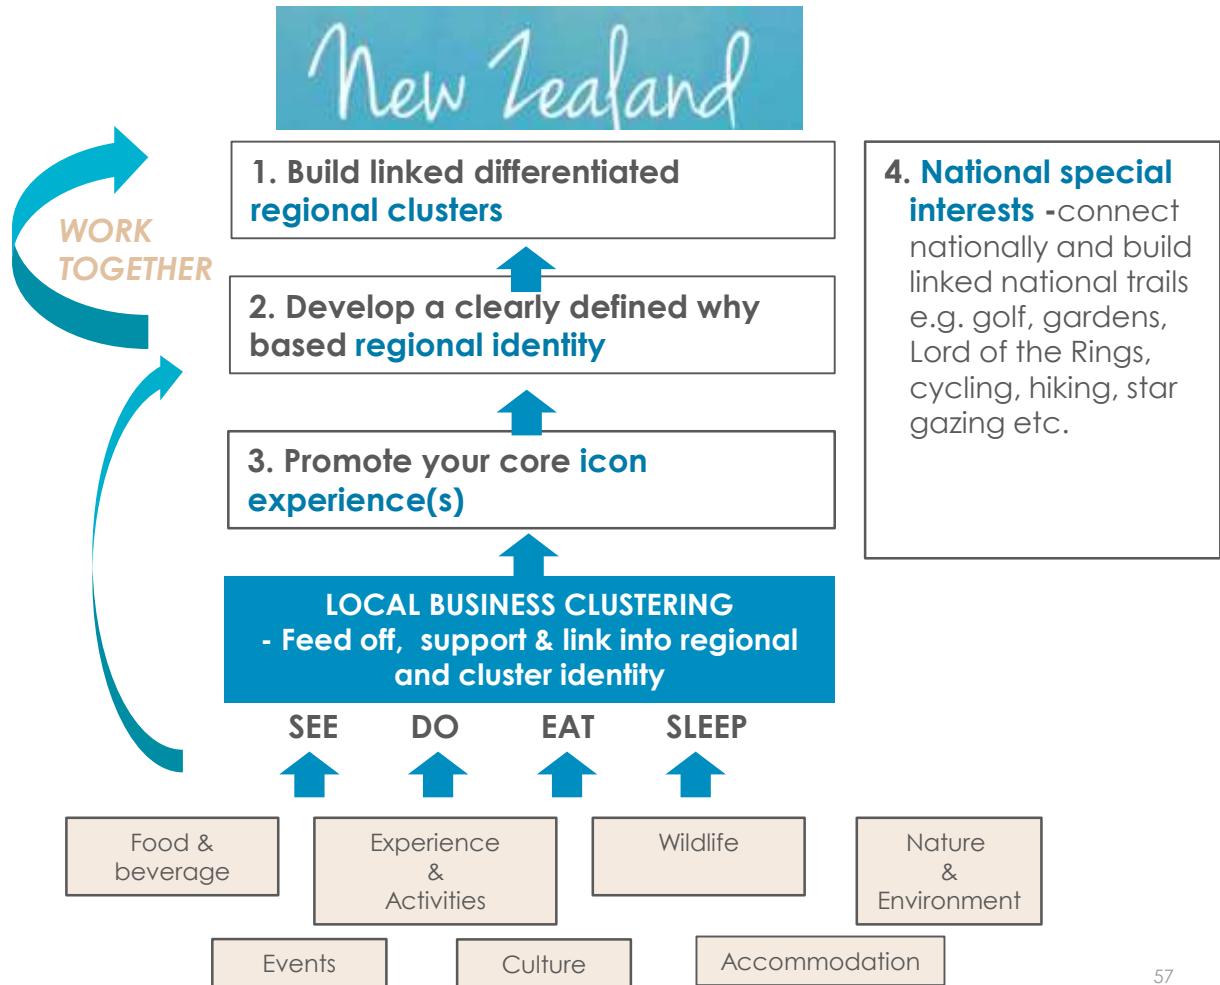 New Zealand
1. Build linked differentiated
regional clusters
WORK
TOGETHER
2. Develop a clearly defined why
based regional identity
3. Promote your core icon
experience(s)
4. National special
interests -connect
nationally and build
linked national trails
e.g. golf, gardens,
Lord of the Rings,
cycling, hiking, star
gazing etc.
LOCAL BUSINESS CLUSTERING
- Feed off, support & link into regional
and cluster identity
SEE DO EAT SLEEP
Food &
beverage
Experience
&
Activities
Wildlife
Nature
&
Environment
Events
Culture
Accommodation
57